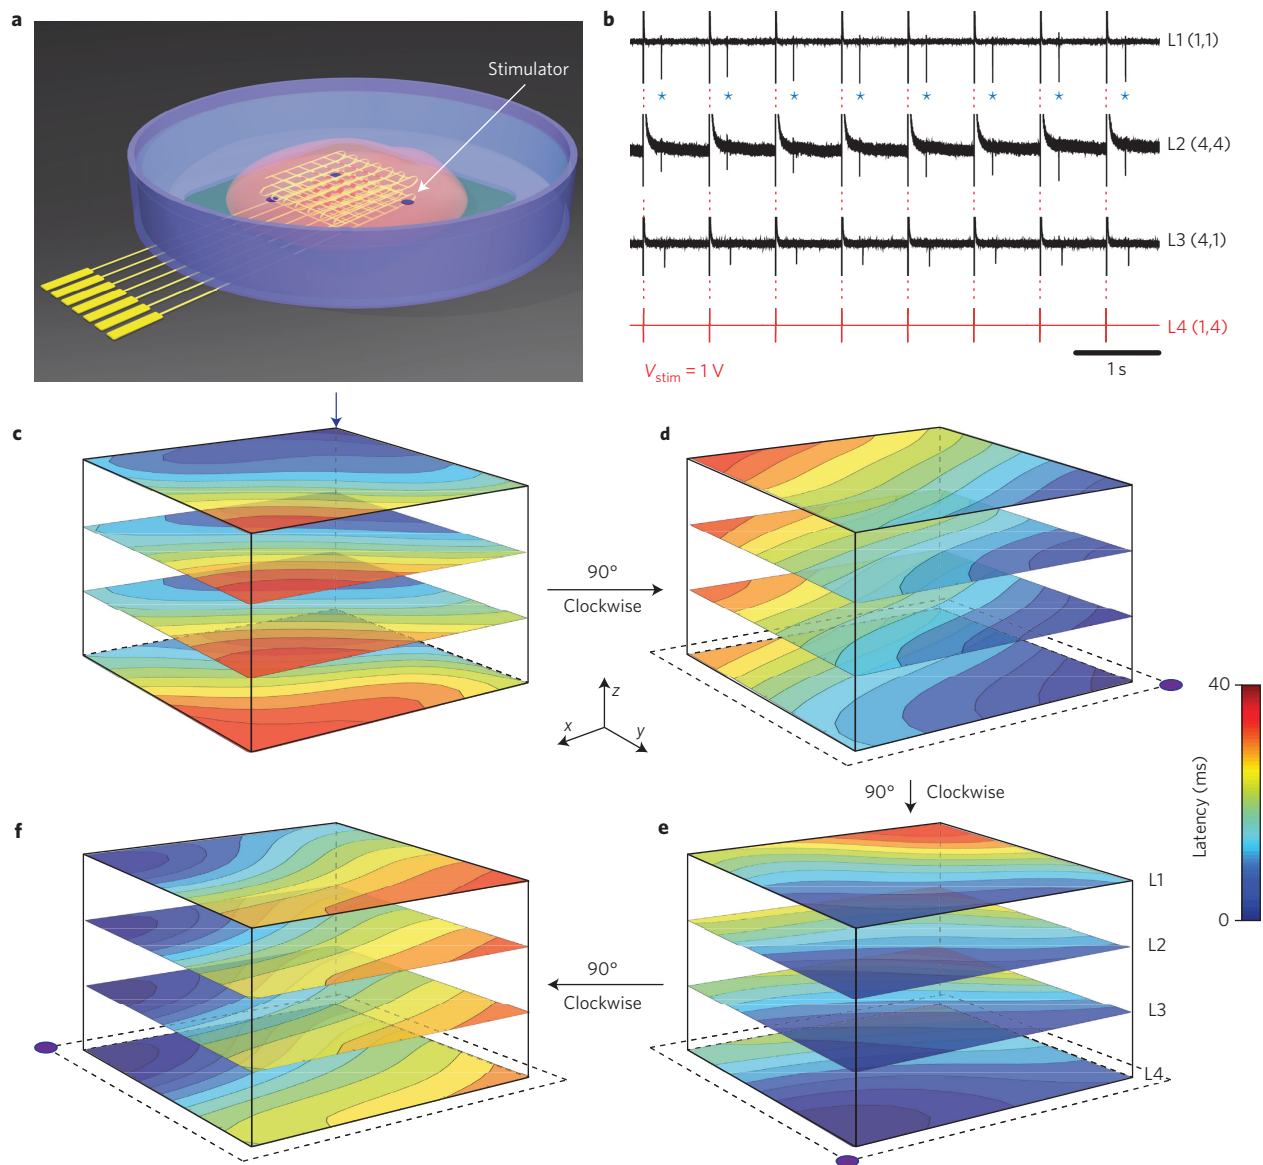 a
Stimulator
b
L1 (1,1)
★ ★ ★ ★ ★ ★ ★ ★
L2 (4,4)
L3 (4,1)
L4 (1,4)
Vstim = 1 V
1 s
c
90°
Clockwise
d
z
x
y
40
Latency (ms)
0
90° Clockwise
f
90°
Clockwise
e
L1
L2
L3
L4